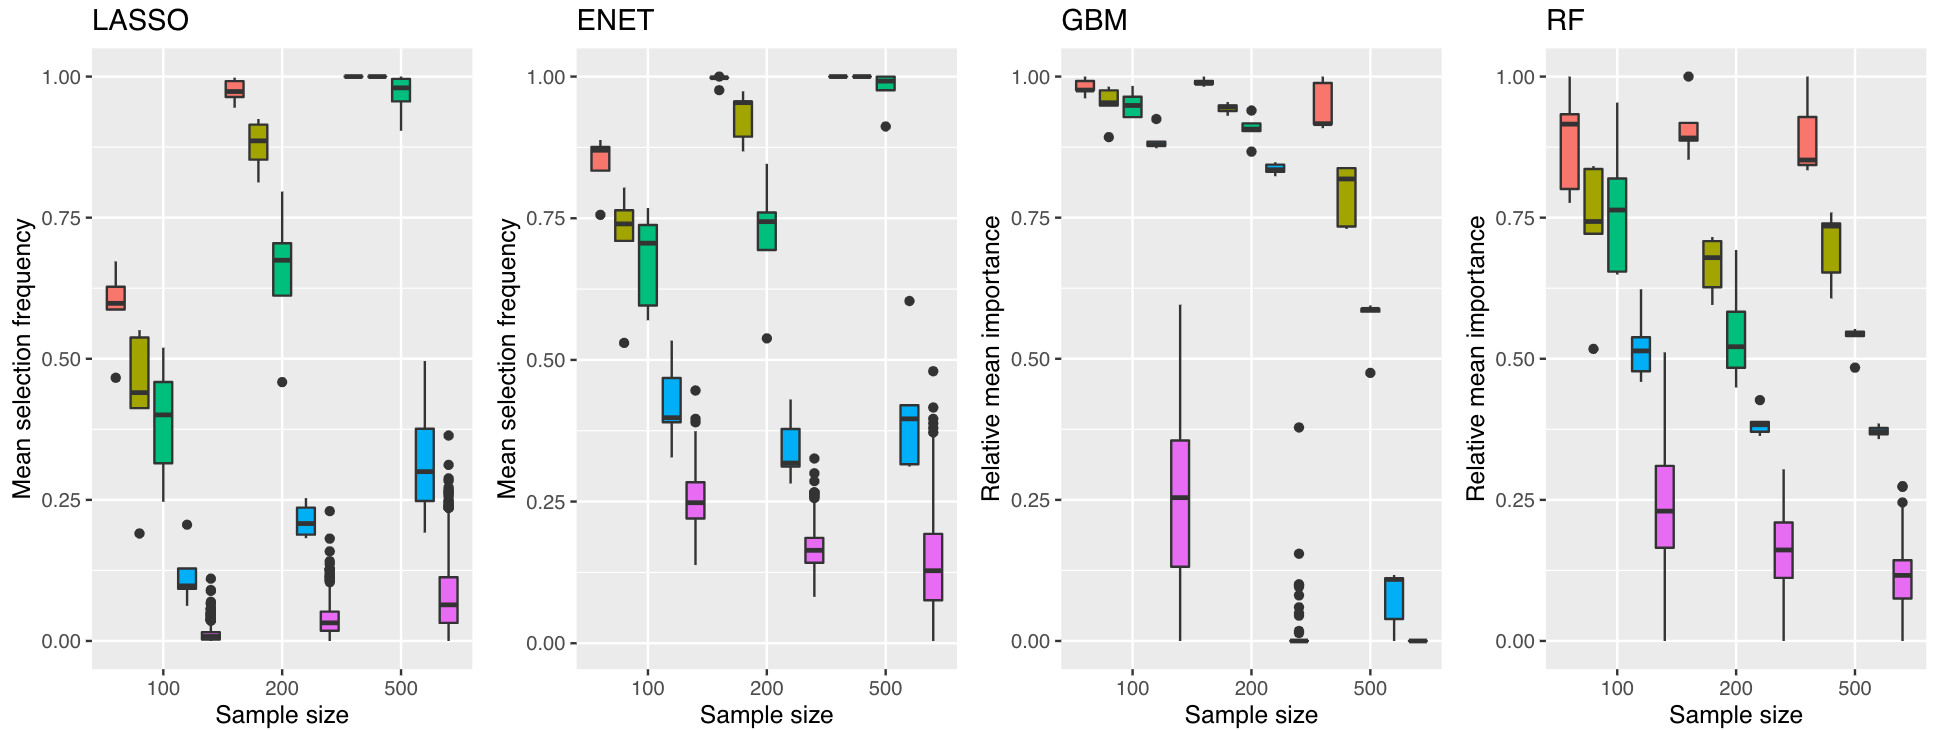 LASSO
Mean selection frequency
1.00
0.75
0.50
0.25
0.00
100 200 500
Sample size
ENET
Mean selection frequency
1.00
0.75
0.50
0.25
0.00
100 200 500
Sample size
GBM
Relative mean importance
1.00
0.75
0.50
0.25
0.00
100 200 500
Sample size
RF
Relative mean importance
1.00
0.75
0.50
0.25
0.00
100 200 500
Sample size